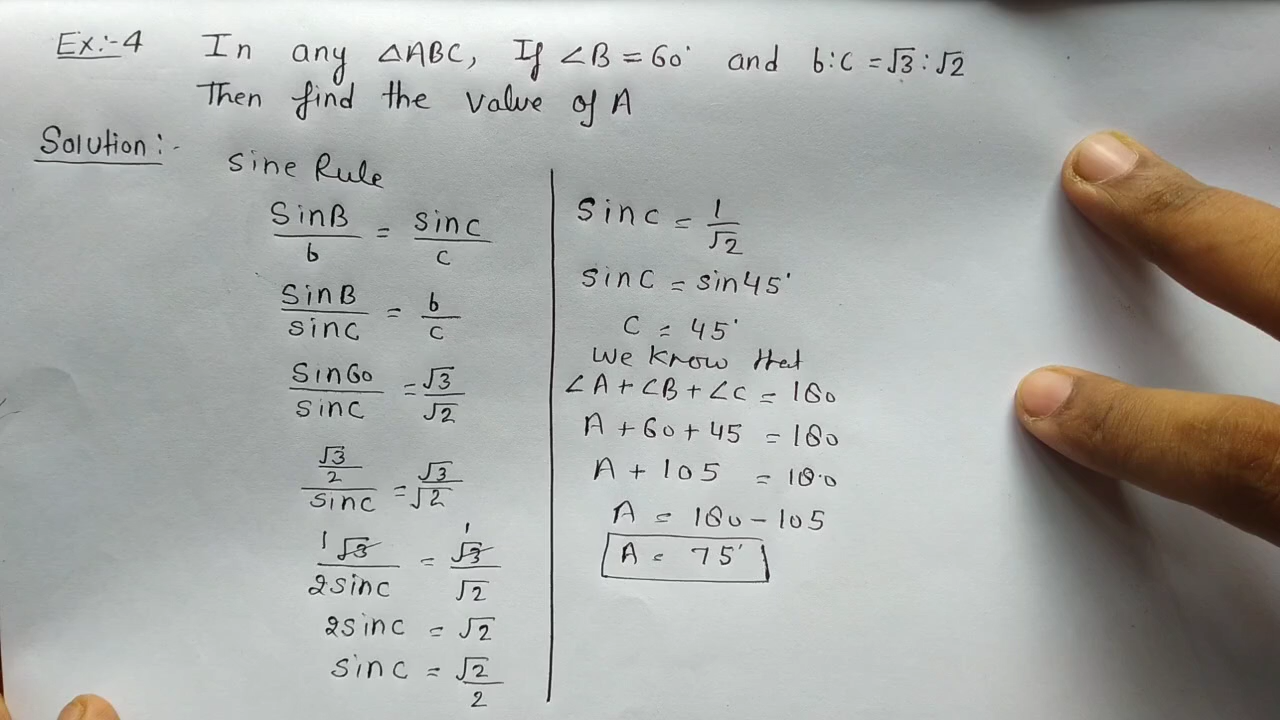 Ex:-4 In any △ABC, If ∠B = 60° and b:c = √3:√2
Then find the value of A
Solution:-
Sine Rule
SinB/b = sinc/c
SinB/sinc = b/c
Sin60/sinc = √3/√2
(√3/2)/sinc = √3/√2
1 √3/2sinc = 1 √3/√2
2sinc = √2
sinc = √2/2
sinc = 1/√2
sinC = sin45°
C = 45°
We know that
∠A + ∠B + ∠C = 180
A + 60 + 45 = 180
A + 105 = 180
A = 180 - 105
A = 75°